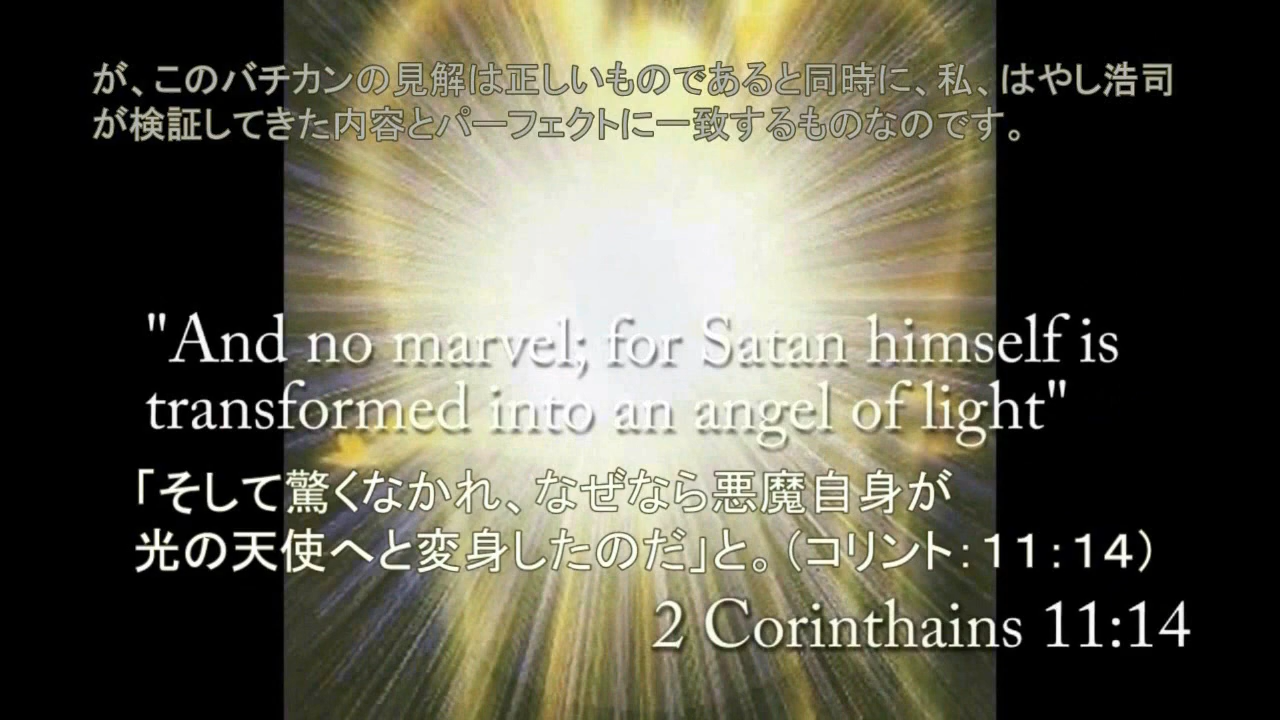 が、このバチカンの見解は正しいものであると同時に、私、はやし浩司
が検証してきた内容とパーフェクトに一致するものなのです。
"And no marvel; for Satan himself is
transformed into an angel of light"
「そして驚くなかれ、なぜなら悪魔自身が
光の天使へと変身したのだ」と。（コリント：１１：１４）
2 Corinthains 11:14